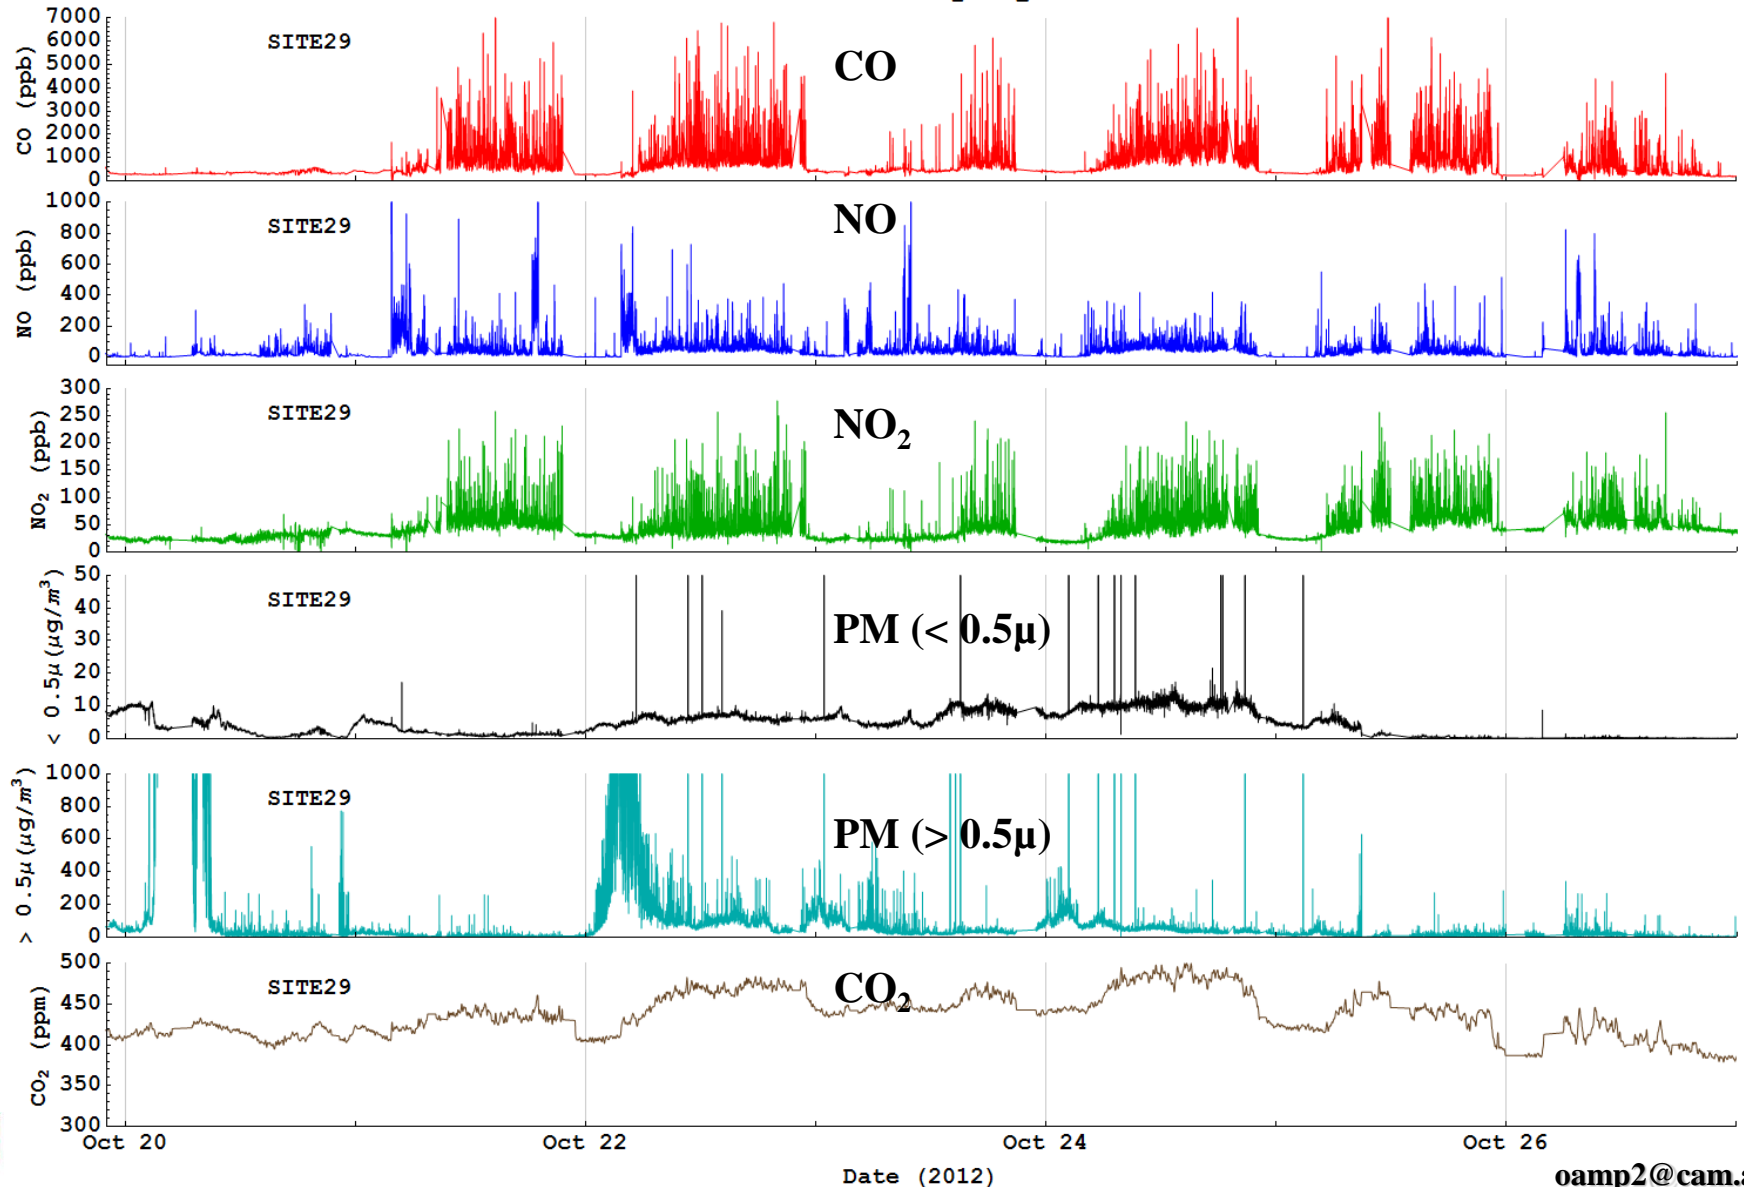 CO (ppb)
7000
6000
5000
4000
3000
2000
1000
0
SITE29
CO
NO (ppb)
1000
800
600
400
200
0
SITE29
NO
NO₂ (ppb)
300
250
200
150
100
50
0
SITE29
NO₂
< 0.5μ(μg/m³)
50
40
30
20
10
0
SITE29
PM (< 0.5μ)
> 0.5μ(μg/m³)
1000
800
600
400
200
0
SITE29
PM (> 0.5μ)
CO₂ (ppm)
500
450
400
350
300
SITE29
CO₂
Oct 20 Oct 22 Oct 24 Oct 26
Date (2012)
oamp2@cam.a